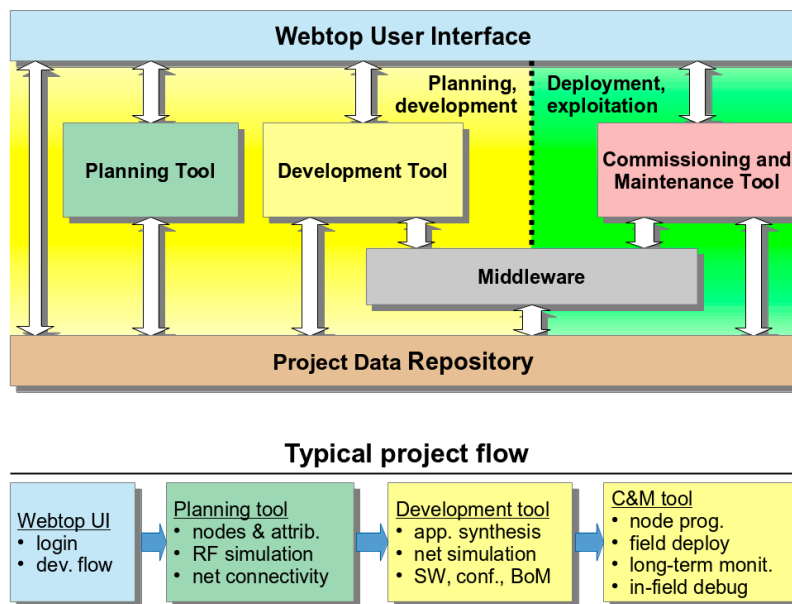 Webtop User Interface
Planning,
development
Deployment,
exploitation
Planning Tool
Development Tool
Commissioning and
Maintenance Tool
Middleware
Project Data Repository
Typical project flow
Webtop UI
• login
• dev. flow
Planning tool
• nodes & attrib.
• RF simulation
• net connectivity
Development tool
• app. synthesis
• net simulation
• SW, conf., BoM
C&M tool
• node prog.
• field deploy
• long-term monit.
• in-field debug